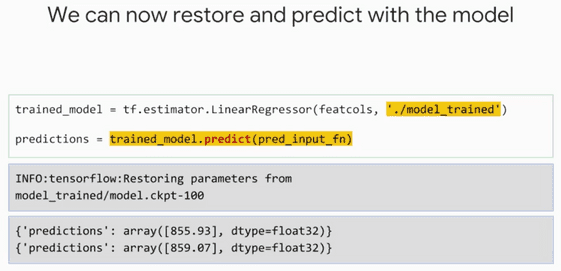 We can now restore and predict with the model
trained_model = tf.estimator.LinearRegressor(featcols, './model_trained')
predictions = trained_model.predict(pred_input_fn)
INFO:tensorflow:Restoring parameters from
model_trained/model.ckpt-100
{'predictions': array([855.93], dtype=float32)}
{'predictions': array([859.07], dtype=float32)}